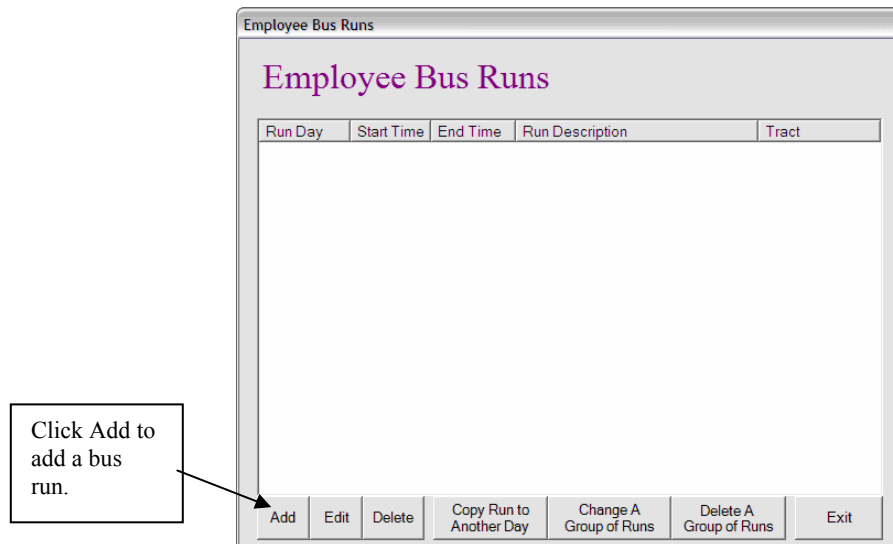 Employee Bus Runs
Employee Bus Runs
Run Day Start Time End Time Run Description Tract
Click Add to
add a bus
run.
Add Edit Delete Copy Run to
Another Day Change A
Group of Runs Delete A
Group of Runs Exit